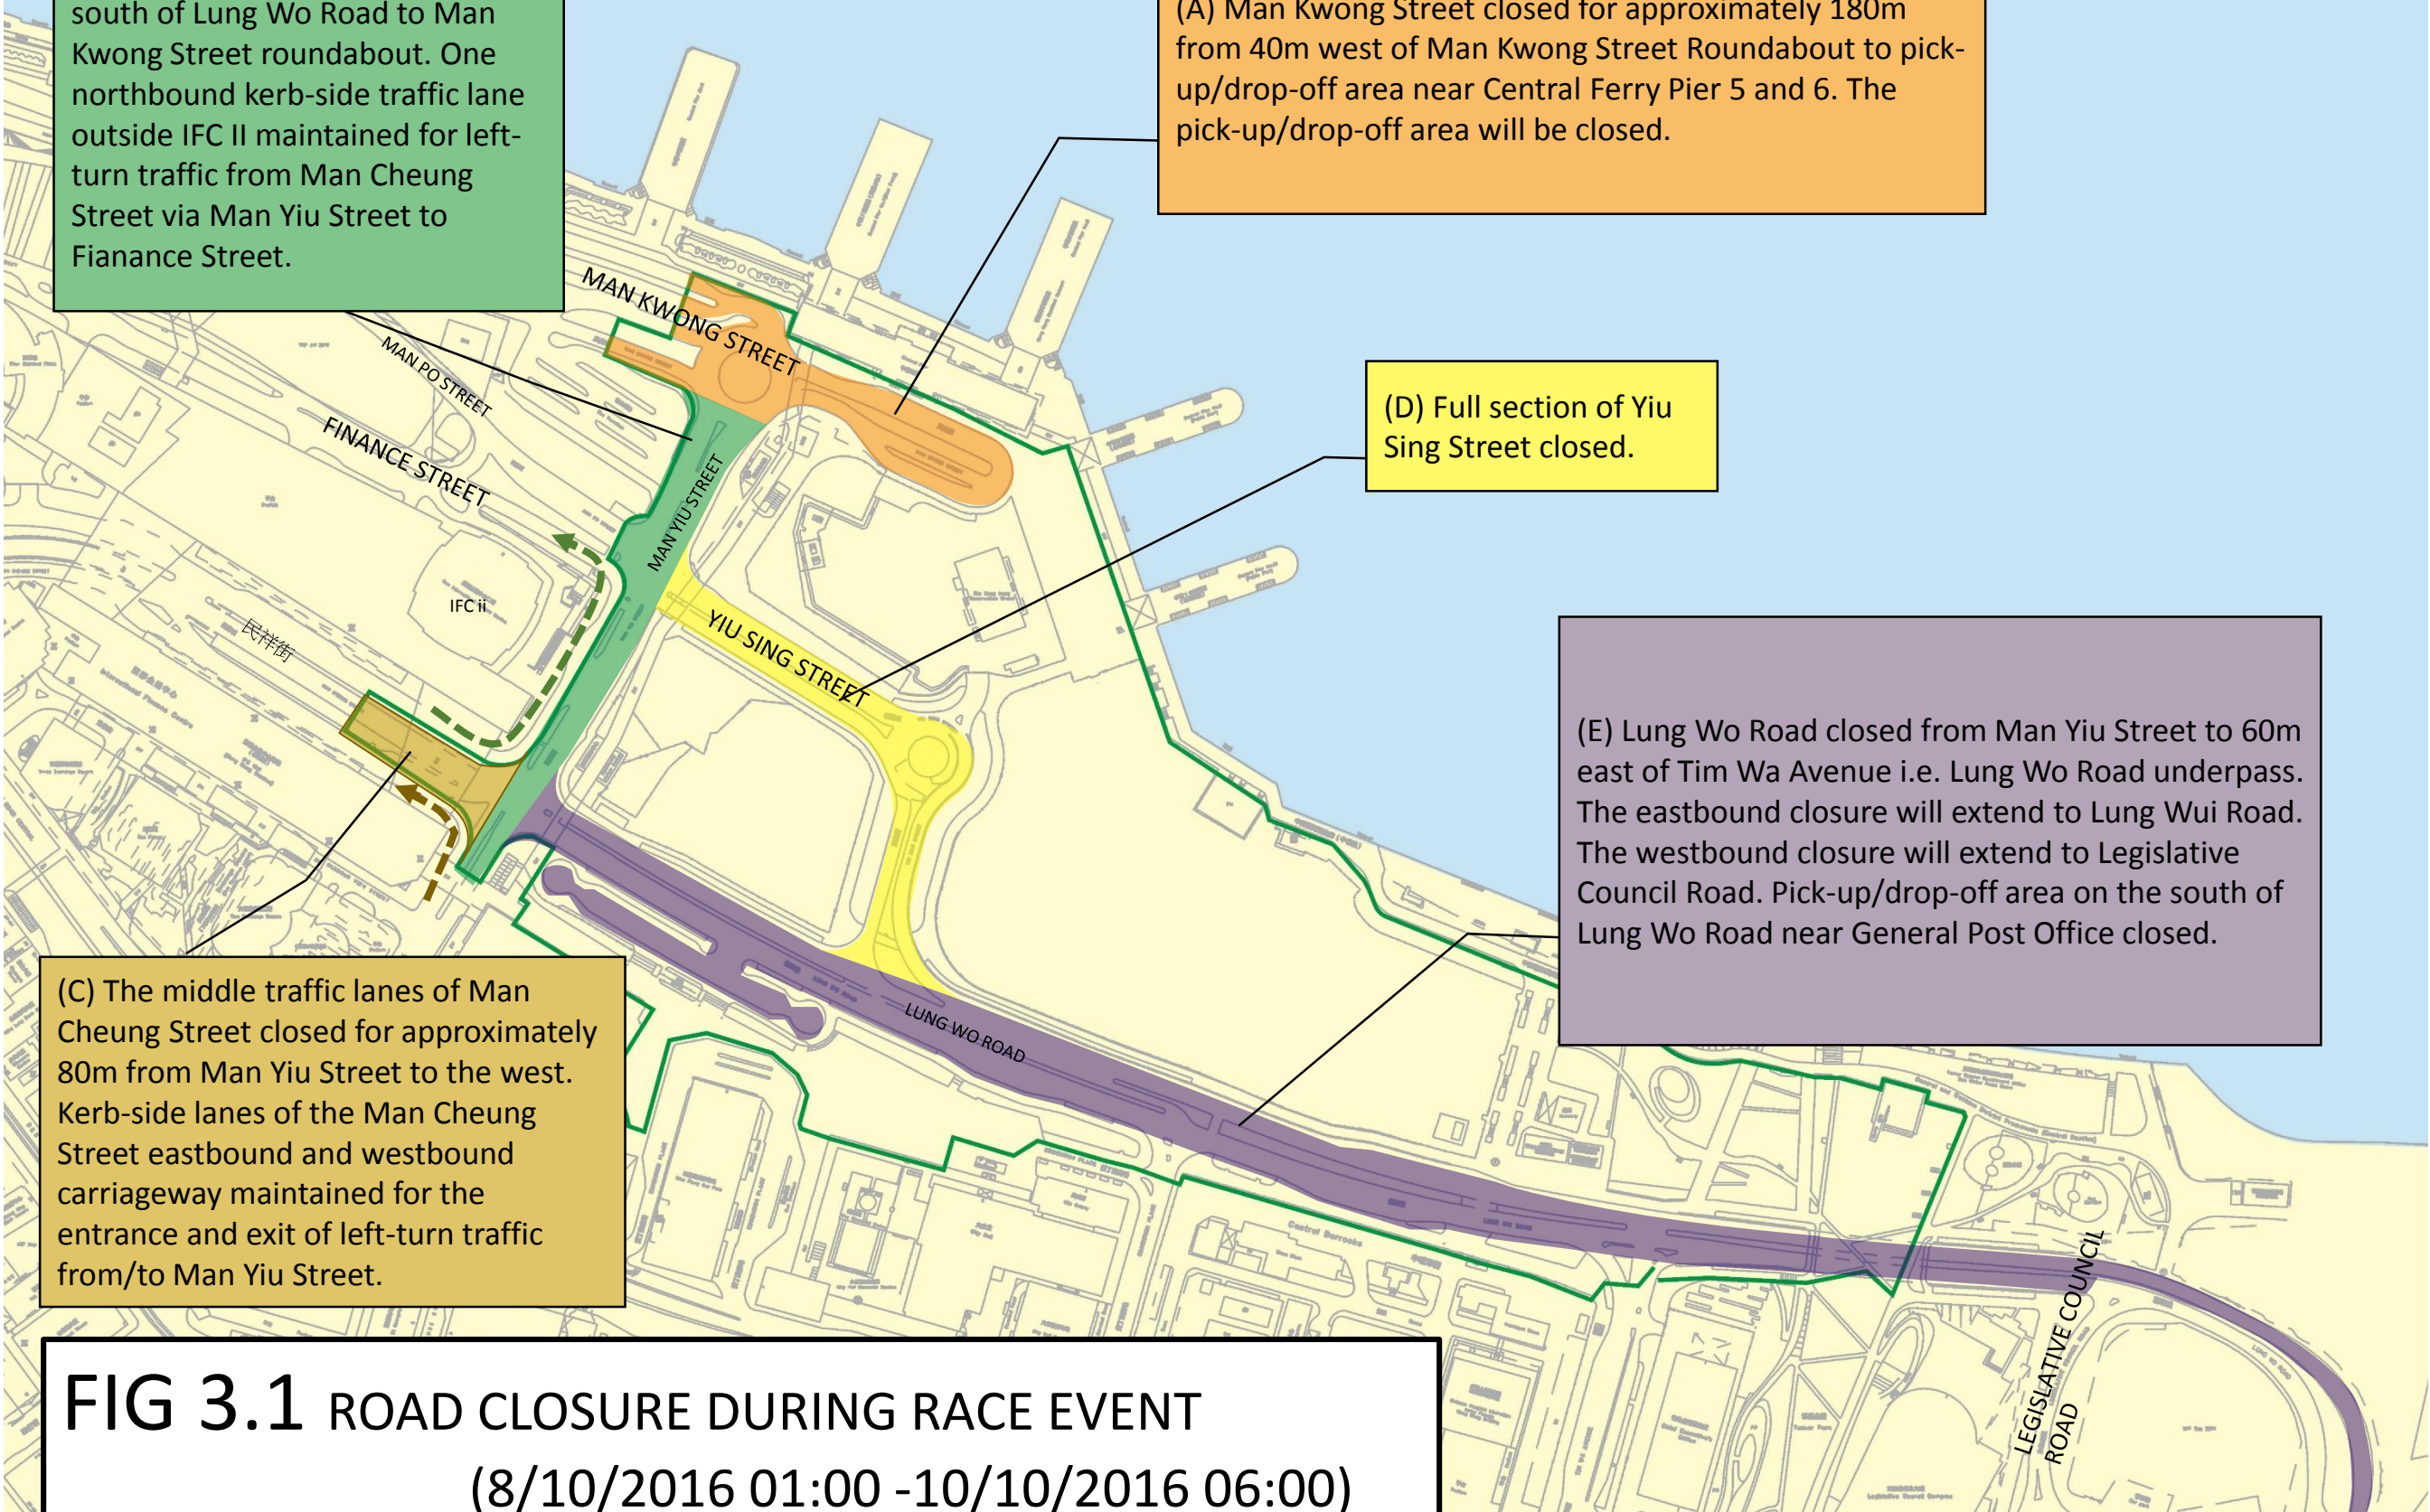 south of Lung Wo Road to Man
Kwong Street roundabout. One
northbound kerb-side traffic lane
outside IFC II maintained for left-
turn traffic from Man Cheung
Street via Man Yiu Street to
Fianance Street.
(A) Man Kwong Street closed for approximately 180m
from 40m west of Man Kwong Street Roundabout to pick-
up/drop-off area near Central Ferry Pier 5 and 6. The
pick-up/drop-off area will be closed.
MAN KWONG STREET
MAN PO STREET
FINANCE STREET
MAN YIU STREET
(D) Full section of Yiu
Sing Street closed.
IFC ii
民祥街
YIU SING STREET
(E) Lung Wo Road closed from Man Yiu Street to 60m
east of Tim Wa Avenue i.e. Lung Wo Road underpass.
The eastbound closure will extend to Lung Wui Road.
The westbound closure will extend to Legislative
Council Road. Pick-up/drop-off area on the south of
Lung Wo Road near General Post Office closed.
(C) The middle traffic lanes of Man
Cheung Street closed for approximately
80m from Man Yiu Street to the west.
Kerb-side lanes of the Man Cheung
Street eastbound and westbound
carriageway maintained for the
entrance and exit of left-turn traffic
from/to Man Yiu Street.
LUNG WO ROAD
Central Barracks
LEGISLATIVE COUNCIL
ROAD
FIG 3.1 ROAD CLOSURE DURING RACE EVENT
(8/10/2016 01:00 -10/10/2016 06:00)